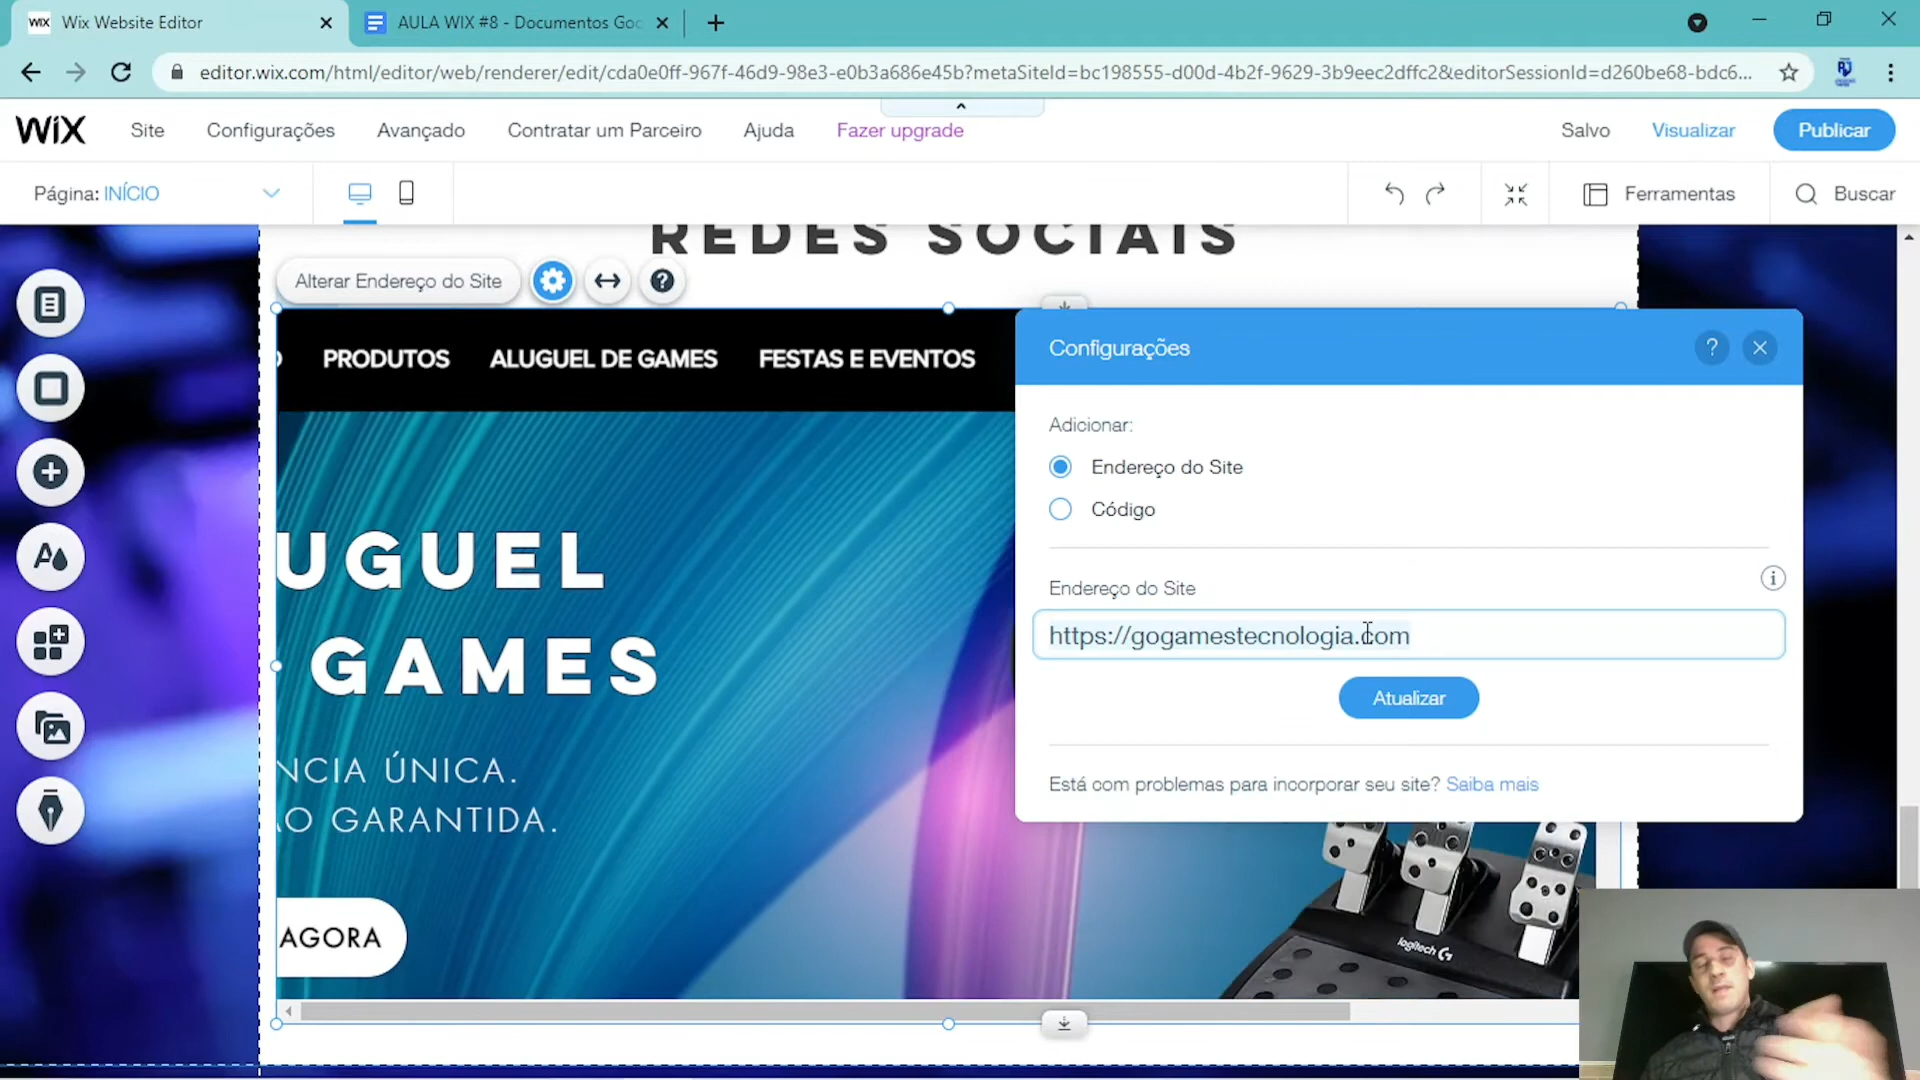 WiX Wix Website Editor
AULA WIX #8 - Documentos Goo
editor.wix.com/html/editor/web/renderer/edit/cda0e0ff-967f-46d9-98e3-e0b3a686e45b?metaSiteId=bc198555-d00d-4b2f-9629-3b9eec2dffc2&editorSessionId=d260be68-bdc6...
WiX Site Configurações Avançado Contratar um Parceiro Ajuda Fazer upgrade Salvo Visualizar Publicar
Página: INÍCIO Ferramentas Buscar
REDES SOCIAIS
Alterar Endereço do Site
PRODUTOS ALUGUEL DE GAMES FESTAS E EVENTOS
UGUEL
GAMES
NCIA ÚNICA.
ÃO GARANTIDA.
AGORA
Configurações
Adicionar:
Endereço do Site
Código
Endereço do Site
https://gogamestecnologia.com
Atualizar
Está com problemas para incorporar seu site? Saiba mais
logitech G